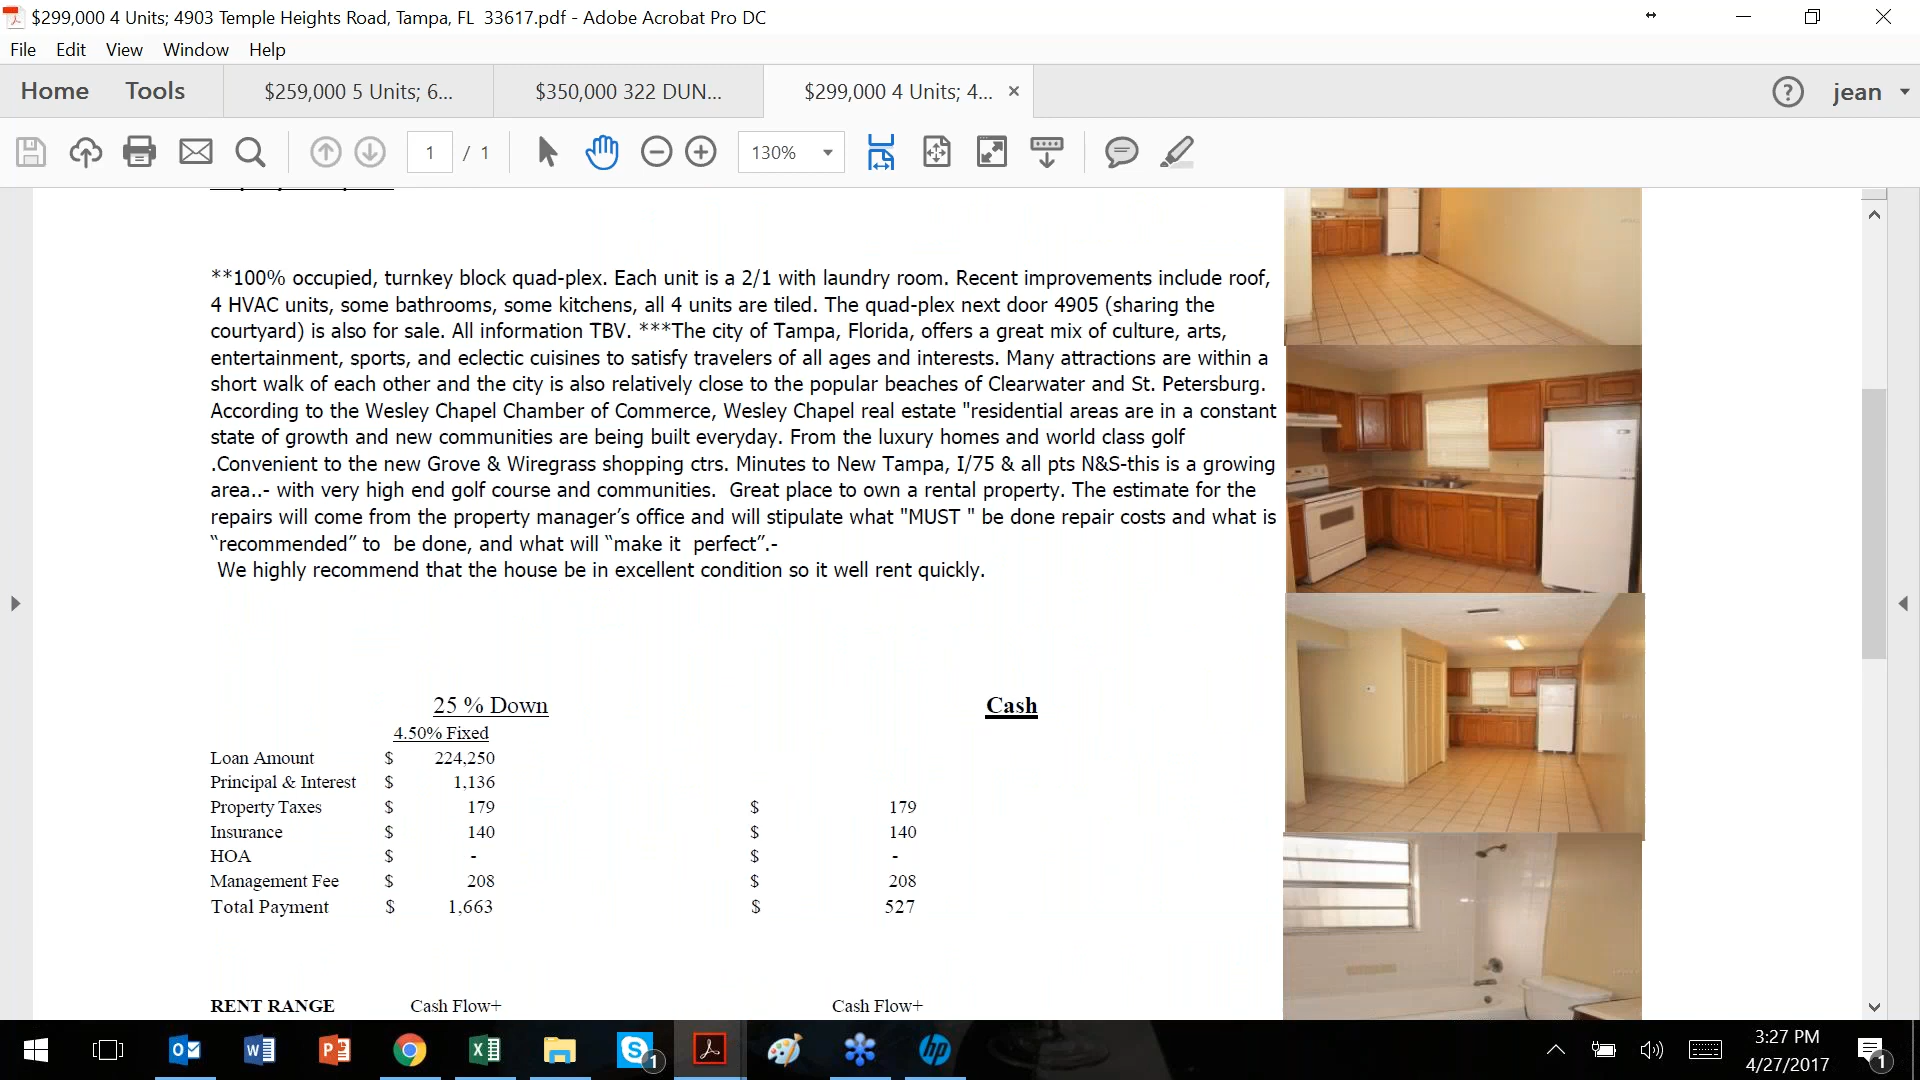 $299,000 4 Units; 4903 Temple Heights Road, Tampa, FL  33617.pdf - Adobe Acrobat Pro DC
File Edit View Window Help
Home Tools $259,000 5 Units; 6... $350,000 322 DUN... $299,000 4 Units; 4... × ? jean
1 / 1 130%
**100% occupied, turnkey block quad-plex. Each unit is a 2/1 with laundry room. Recent improvements include roof,
4 HVAC units, some bathrooms, some kitchens, all 4 units are tiled. The quad-plex next door 4905 (sharing the
courtyard) is also for sale. All information TBV. ***The city of Tampa, Florida, offers a great mix of culture, arts,
entertainment, sports, and eclectic cuisines to satisfy travelers of all ages and interests. Many attractions are within a
short walk of each other and the city is also relatively close to the popular beaches of Clearwater and St. Petersburg.
According to the Wesley Chapel Chamber of Commerce, Wesley Chapel real estate "residential areas are in a constant
state of growth and new communities are being built everyday. From the luxury homes and world class golf
.Convenient to the new Grove & Wiregrass shopping ctrs. Minutes to New Tampa, I/75 & all pts N&S-this is a growing
area..- with very high end golf course and communities.  Great place to own a rental property. The estimate for the
repairs will come from the property manager’s office and will stipulate what "MUST " be done repair costs and what is
“recommended” to  be done, and what will “make it  perfect”.-
We highly recommend that the house be in excellent condition so it well rent quickly.
25 % Down Cash
4.50% Fixed
Loan Amount $ 224,250
Principal & Interest $ 1,136
Property Taxes $ 179 $ 179
Insurance $ 140 $ 140
HOA $ - $ -
Management Fee $ 208 $ 208
Total Payment $ 1,663 $ 527
RENT RANGE Cash Flow+ Cash Flow+
3:27 PM
4/27/2017
1
1